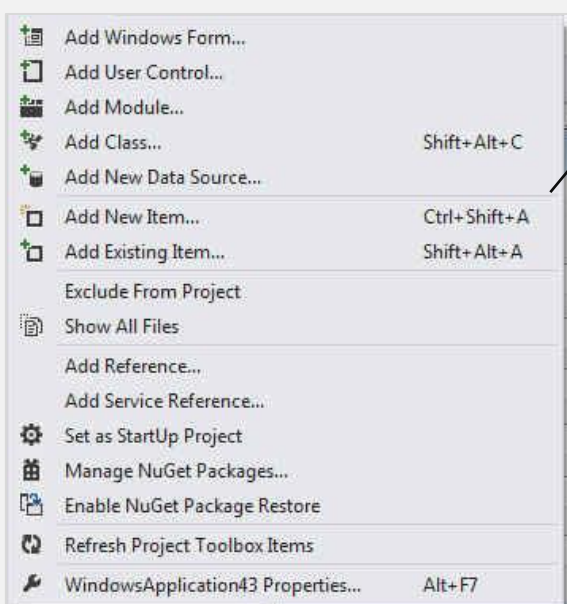 Add Windows Form...
Add User Control...
Add Module...
Add Class... Shift+Alt+C
Add New Data Source...
Add New Item... Ctrl+Shift+A
Add Existing Item... Shift+Alt+A
Exclude From Project
Show All Files
Add Reference...
Add Service Reference...
Set as StartUp Project
Manage NuGet Packages...
Enable NuGet Package Restore
Refresh Project Toolbox Items
WindowsApplication43 Properties... Alt+F7